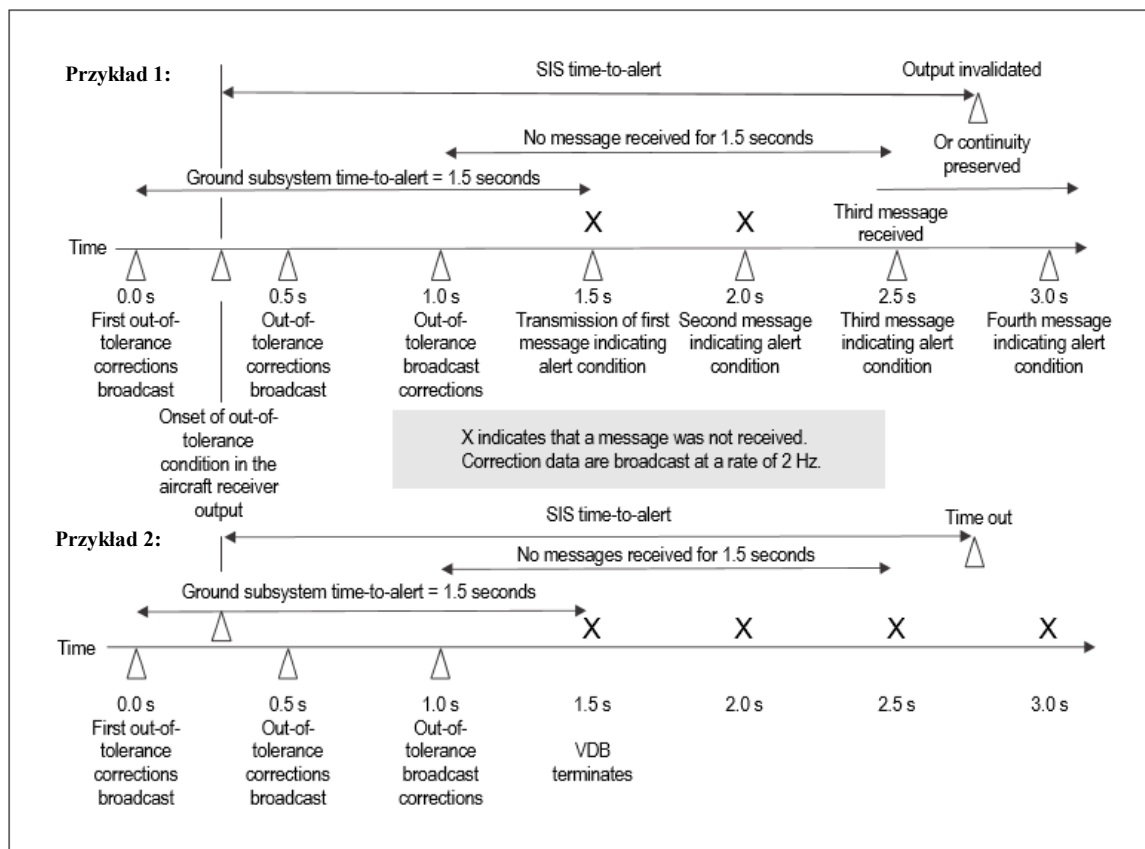 Przykład 1:
SIS time-to-alert
Output invalidated
No message received for 1.5 seconds
Or continuity
preserved
Ground subsystem time-to-alert = 1.5 seconds
X
X
Third message
received
Time
0.0 s
0.5 s
1.0 s
1.5 s
2.0 s
2.5 s
3.0 s
First out-of-
tolerance
corrections
broadcast
Out-of-
tolerance
corrections
broadcast
Out-of-
tolerance
broadcast
corrections
Transmission of first
message indicating
alert condition
Second message
indicating alert
condition
Third message
indicating alert
condition
Fourth message
indicating alert
condition
Onset of out-of-
tolerance
condition in the
aircraft receiver
output
X indicates that a message was not received.
Correction data are broadcast at a rate of 2 Hz.
Przykład 2:
SIS time-to-alert
Time out
No messages received for 1.5 seconds
Ground subsystem time-to-alert = 1.5 seconds
X
X
X
X
Time
0.0 s
0.5 s
1.0 s
1.5 s
2.0 s
2.5 s
3.0 s
First out-of-
tolerance
corrections
broadcast
Out-of-
tolerance
corrections
broadcast
Out-of-
tolerance
broadcast
corrections
VDB
terminates